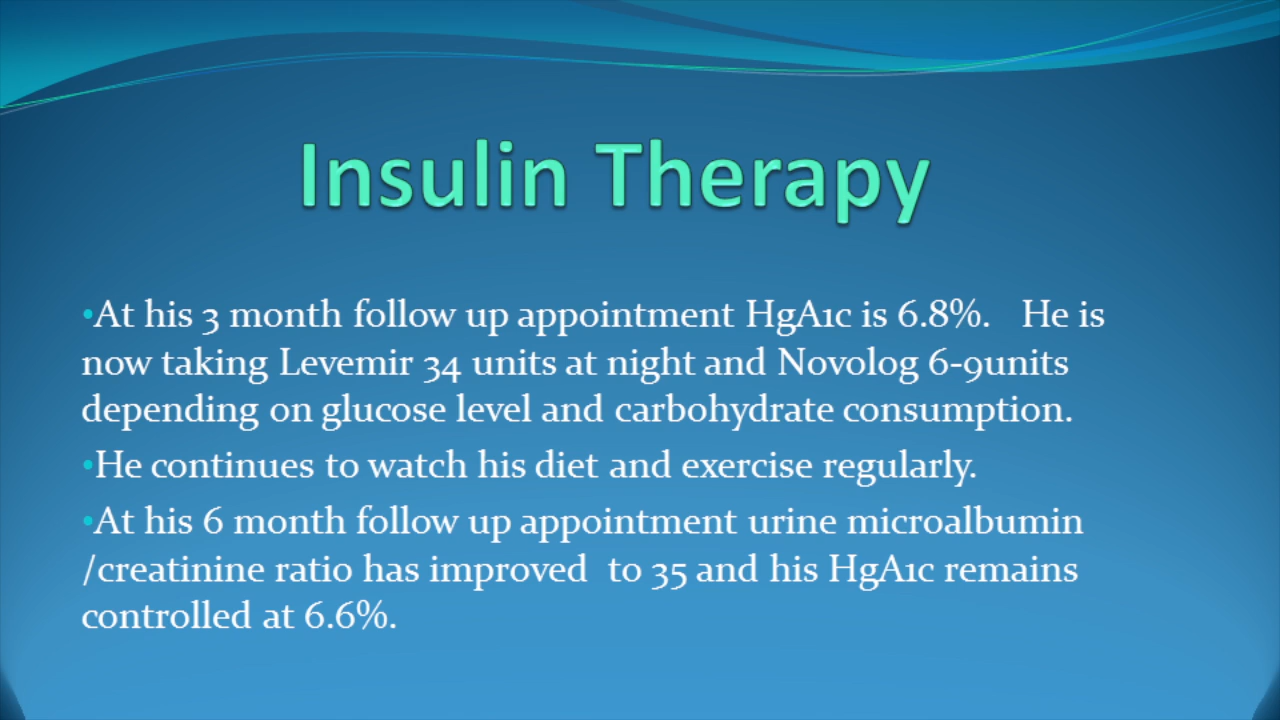 Insulin Therapy
•At his 3 month follow up appointment HgA1c is 6.8%.   He is
now taking Levemir 34 units at night and Novolog 6-9units
depending on glucose level and carbohydrate consumption.
•He continues to watch his diet and exercise regularly.
•At his 6 month follow up appointment urine microalbumin
/creatinine ratio has improved  to 35 and his HgA1c remains
controlled at 6.6%.